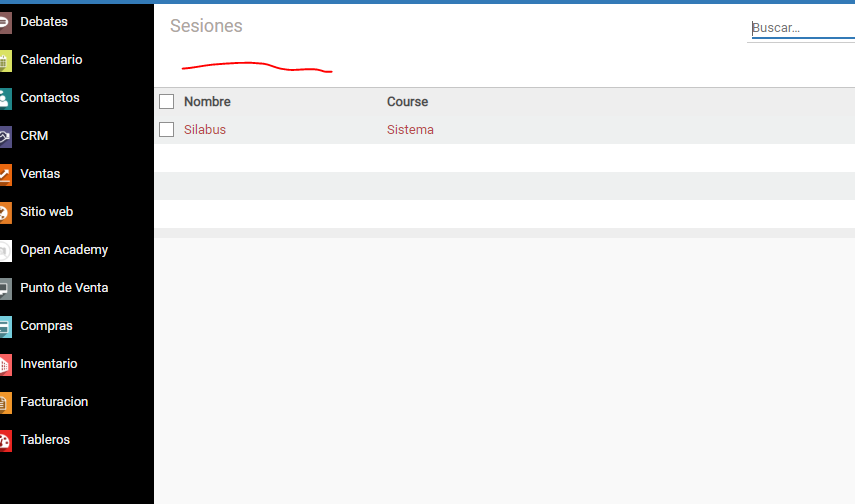 Debates
Calendario
Contactos
CRM
Ventas
Sitio web
Open Academy
Punto de Venta
Compras
Inventario
Facturacion
Tableros
Sesiones
Buscar...
Nombre Course
Silabus Sistema